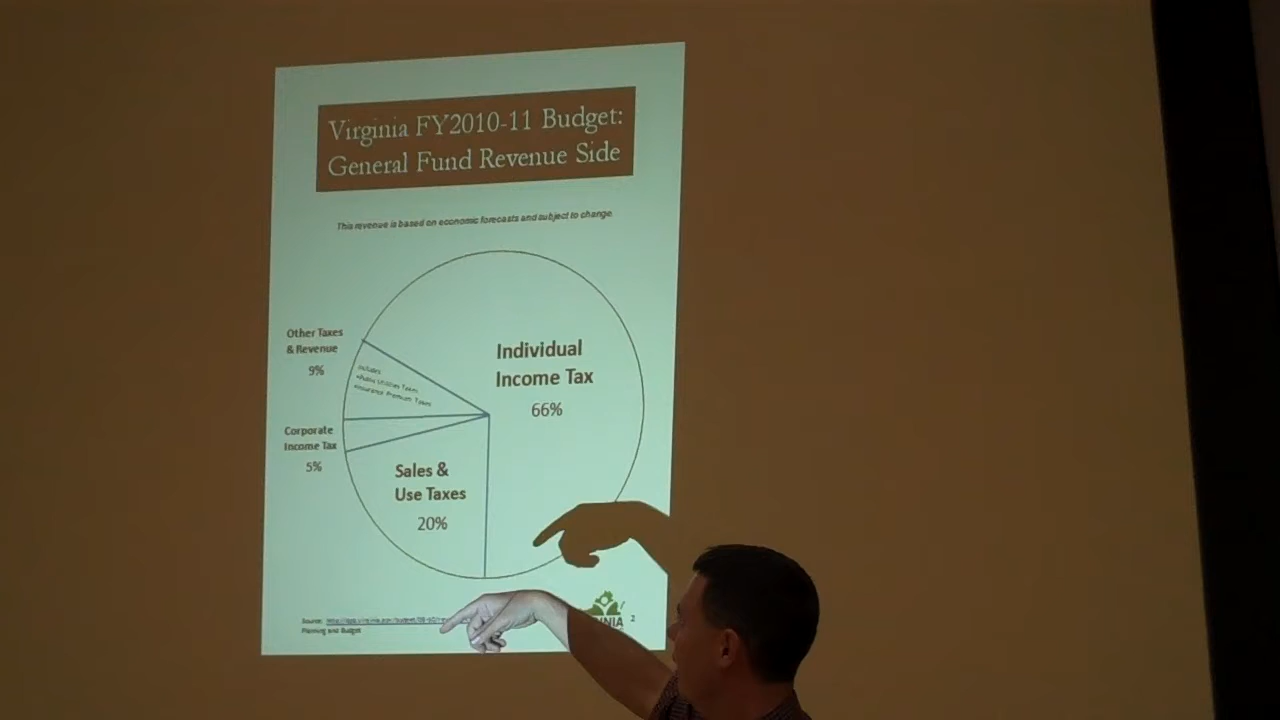 Virginia FY2010-11 Budget:
General Fund Revenue Side
This revenue is based on economic forecasts and subject to change.
Other Taxes
& Revenue
9%
Includes
•Public Utilities Taxes
•Insurance Premium Taxes
Individual
Income Tax
66%
Corporate
Income Tax
5%
Sales &
Use Taxes
20%
Source:
Planning and Budget
2